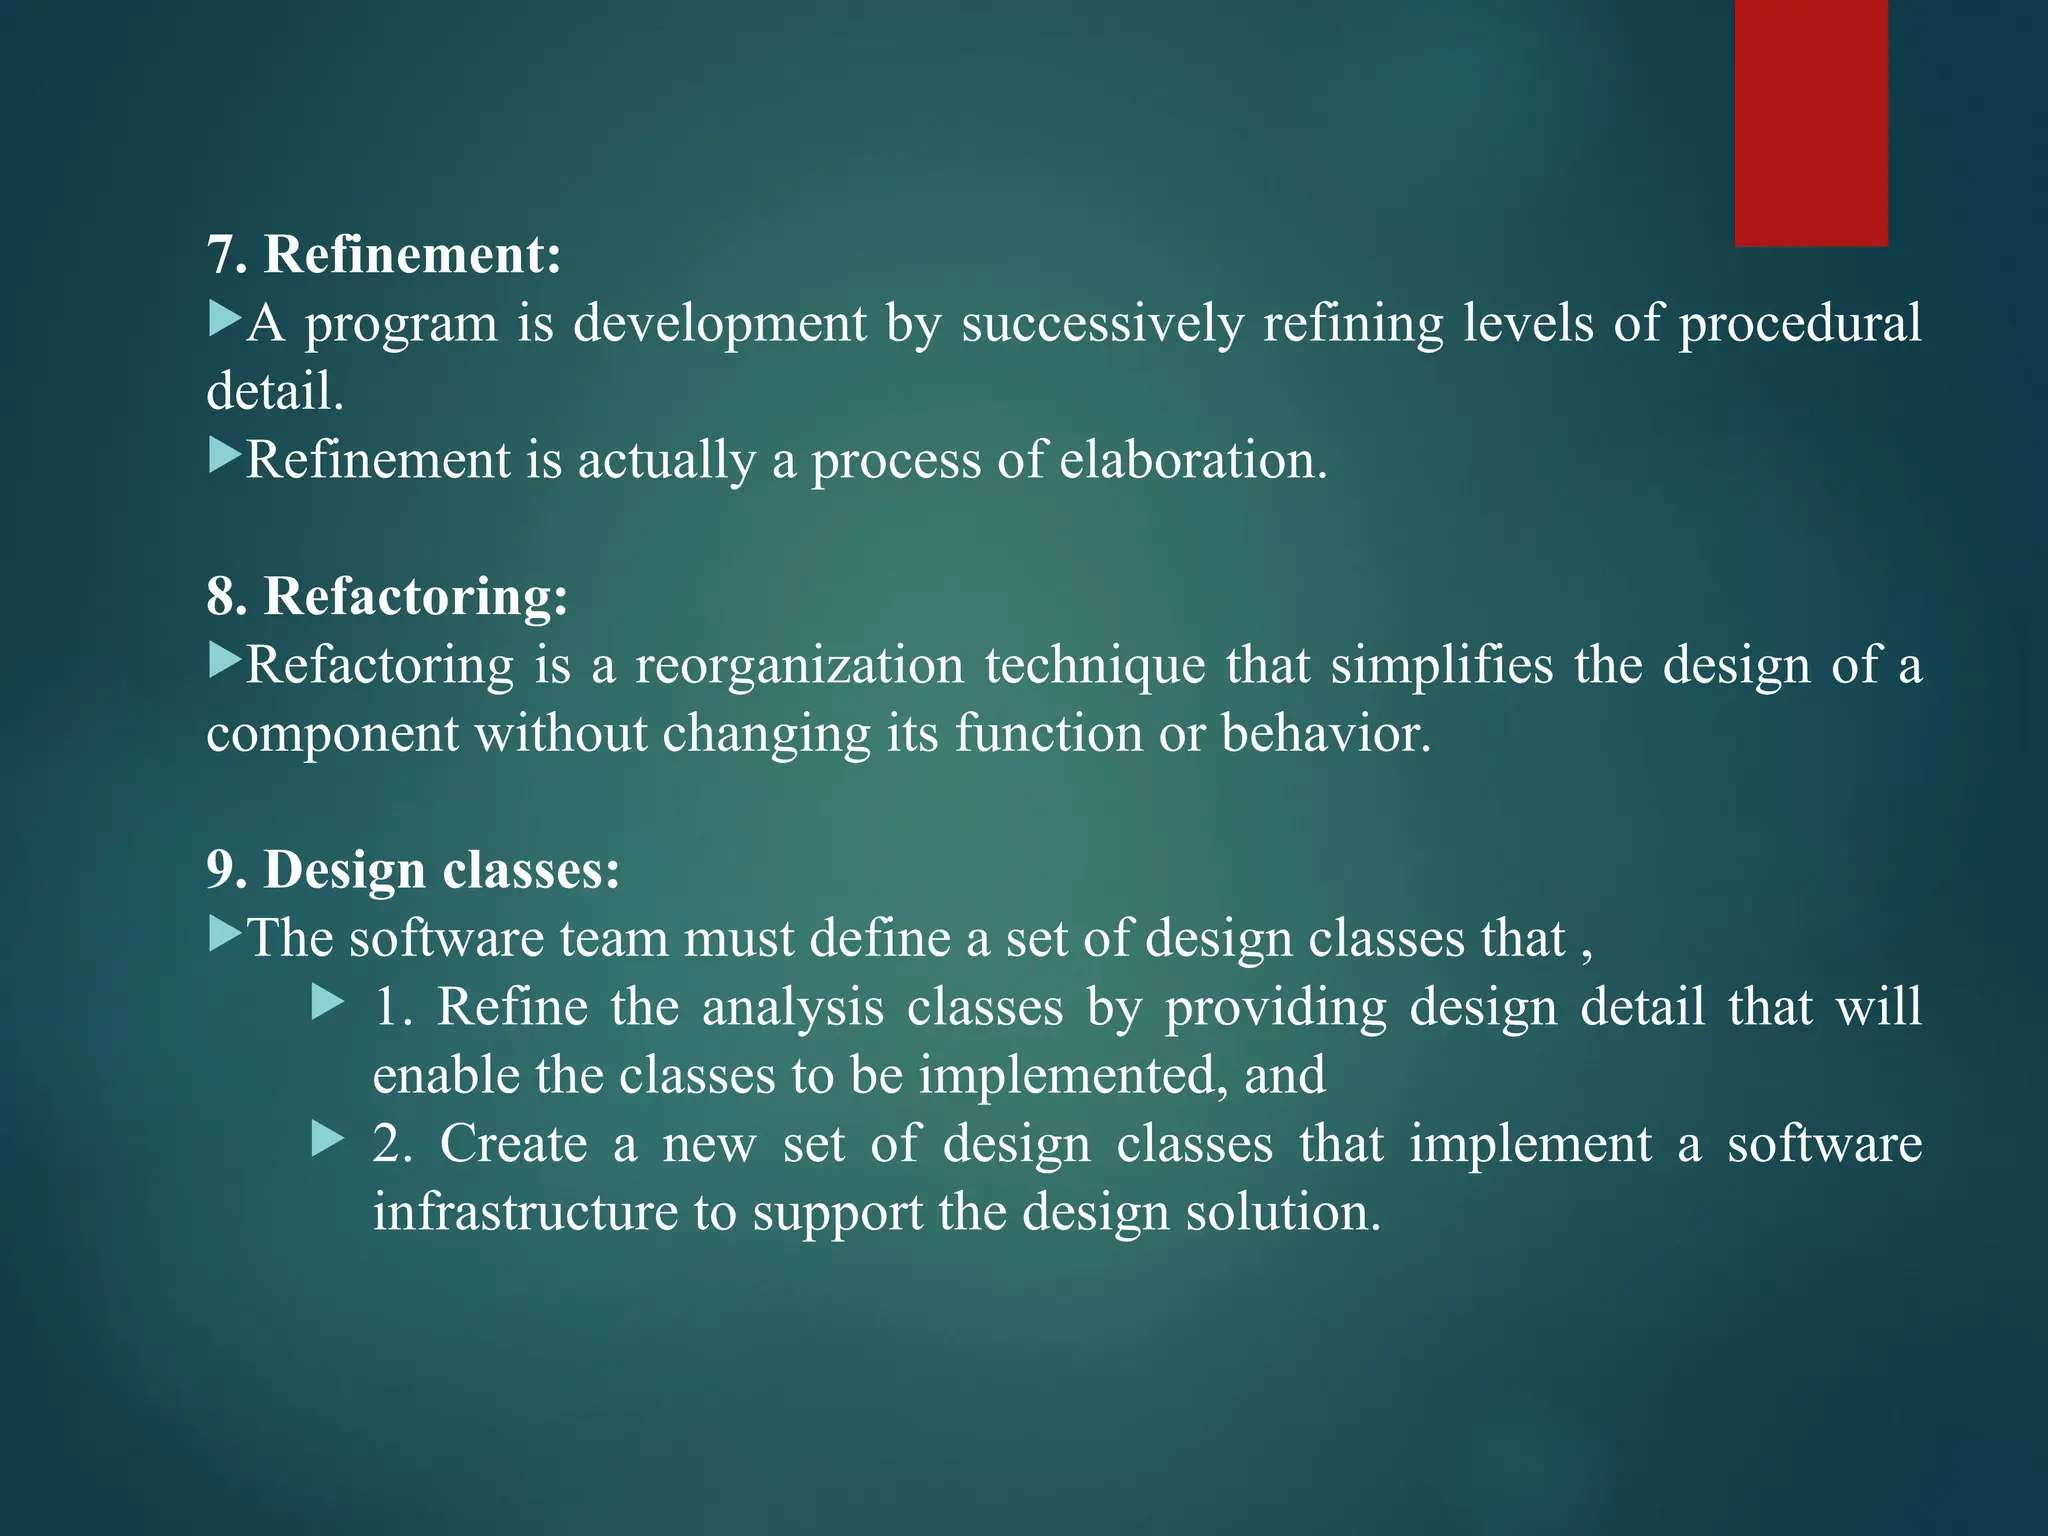 7. Refinement:
A program is development by successively refining levels of procedural
detail.
Refinement is actually a process of elaboration.
8. Refactoring:
Refactoring is a reorganization technique that simplifies the design of a
component without changing its function or behavior.
9. Design classes:
The software team must define a set of design classes that ,
1. Refine the analysis classes by providing design detail that will
enable the classes to be implemented, and
2. Create a new set of design classes that implement a software
infrastructure to support the design solution.